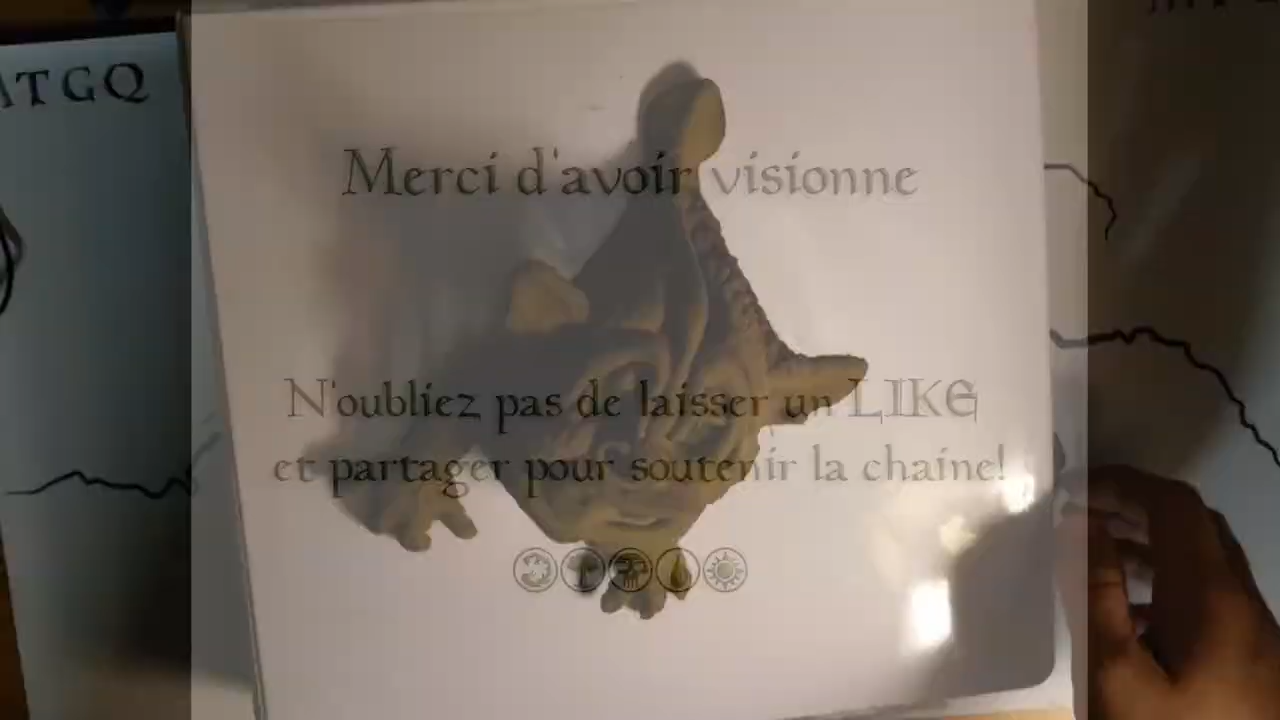 ATGQ
Merci d'avoir visionne
N'oubliez pas de laisser un LIKE
et partager pour soutenir la chaine!